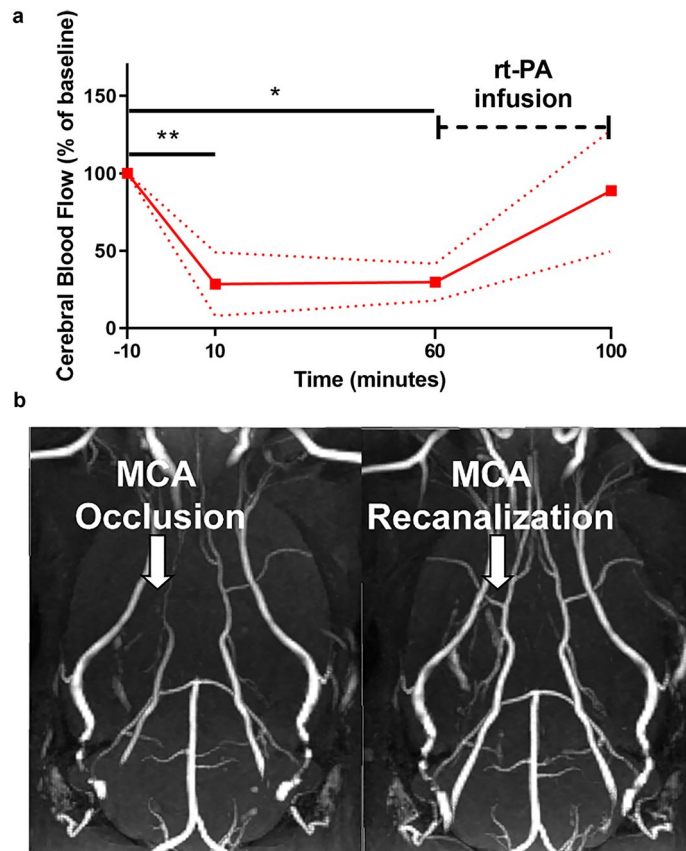 a
Cerebral Blood Flow (% of baseline)
150
100
50
0
*
**
rt-PA
infusion
-10
10
60
100
Time (minutes)
b
MCA
Occlusion
MCA
Recanalization